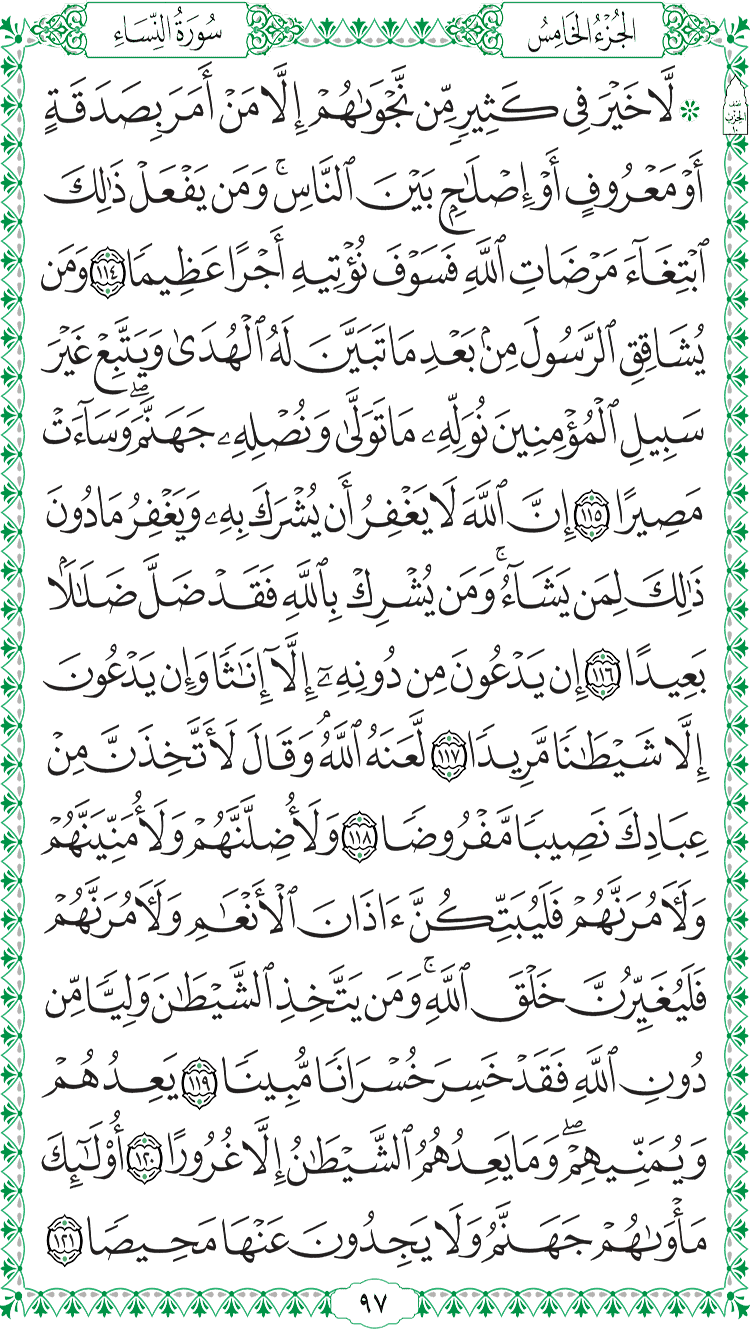 الجُزْءُ الخَامِسُ
سُورَةُ النِّسَاءِ
نصف
الحزب
١٠
۞ لَّا خَيْرَ فِي كَثِيرٍ مِّن نَّجْوَىٰهُمْ إِلَّا مَنْ أَمَرَ بِصَدَقَةٍ
أَوْ مَعْرُوفٍ أَوْ إِصْلَٰحٍۭ بَيْنَ ٱلنَّاسِۚ وَمَن يَفْعَلْ ذَٰلِكَ
ٱبْتِغَآءَ مَرْضَاتِ ٱللَّهِ فَسَوْفَ نُؤْتِيهِ أَجْرًا عَظِيمًا ١١٤ وَمَن
يُشَاقِقِ ٱلرَّسُولَ مِنۢ بَعْدِ مَا تَبَيَّنَ لَهُ ٱلْهُدَىٰ وَيَتَّبِعْ غَيْرَ
سَبِيلِ ٱلْمُؤْمِنِينَ نُوَلِّهِۦ مَا تَوَلَّىٰ وَنُصْلِهِۦ جَهَنَّمَۖ وَسَآءَتْ
مَصِيرًا ١١٥ إِنَّ ٱللَّهَ لَا يَغْفِرُ أَن يُشْرَكَ بِهِۦ وَيَغْفِرُ مَا دُونَ
ذَٰلِكَ لِمَن يَشَآءُۚ وَمَن يُشْرِكْ بِٱللَّهِ فَقَدْ ضَلَّ ضَلَٰلًۢا
بَعِيدًا ١١٦ إِن يَدْعُونَ مِن دُونِهِۦٓ إِلَّآ إِنَٰثًا وَإِن يَدْعُونَ
إِلَّا شَيْطَٰنًا مَّرِيدًا ١١٧ لَّعَنَهُ ٱللَّهُۘ وَقَالَ لَأَتَّخِذَنَّ مِنْ
عِبَادِكَ نَصِيبًا مَّفْرُوضًا ١١٨ وَلَأُضِلَّنَّهُمْ وَلَأُمَنِّيَنَّهُمْ
وَلَءَامُرَنَّهُمْ فَلَيُبَتِّكُنَّ ءَاذَانَ ٱلْأَنْعَٰمِ وَلَءَامُرَنَّهُمْ
فَلَيُغَيِّرُنَّ خَلْقَ ٱللَّهِۚ وَمَن يَتَّخِذِ ٱلشَّيْطَٰنَ وَلِيًّا مِّن
دُونِ ٱللَّهِ فَقَدْ خَسِرَ خُسْرَانًا مُّبِينًا ١١٩ يَعِدُهُمْ
وَيُمَنِّيهِمْۖ وَمَا يَعِدُهُمُ ٱلشَّيْطَٰنُ إِلَّا غُرُورًا ١٢٠ أُو۟لَٰٓئِكَ
مَأْوَىٰهُمْ جَهَنَّمُ وَلَا يَجِدُونَ عَنْهَا مَحِيصًا ١٢١
٩٧